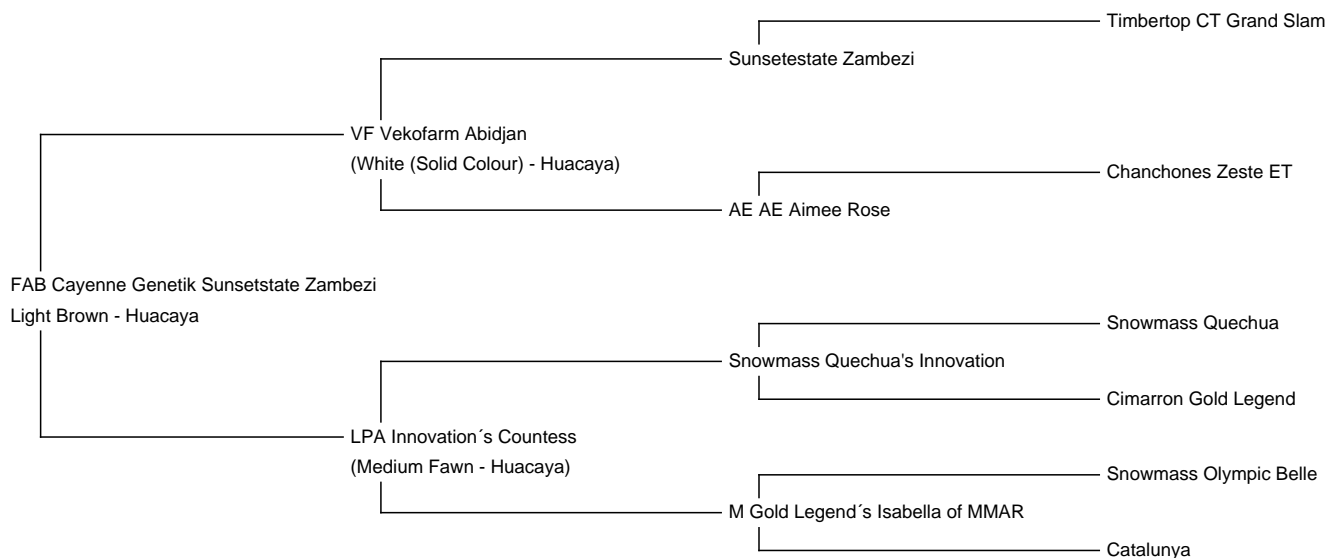 Timbertop CT Grand Slam
Sunsetestate Zambezi
VF Vekofarm Abidjan
(White (Solid Colour) - Huacaya)
Chanchones Zeste ET
AE AE Aimee Rose
FAB Cayenne Genetik Sunsetstate Zambezi
Light Brown - Huacaya
Snowmass Quechua
Snowmass Quechua's Innovation
Cimarron Gold Legend
LPA Innovation´s Countess
(Medium Fawn - Huacaya)
Snowmass Olympic Belle
M Gold Legend´s Isabella of MMAR
Catalunya